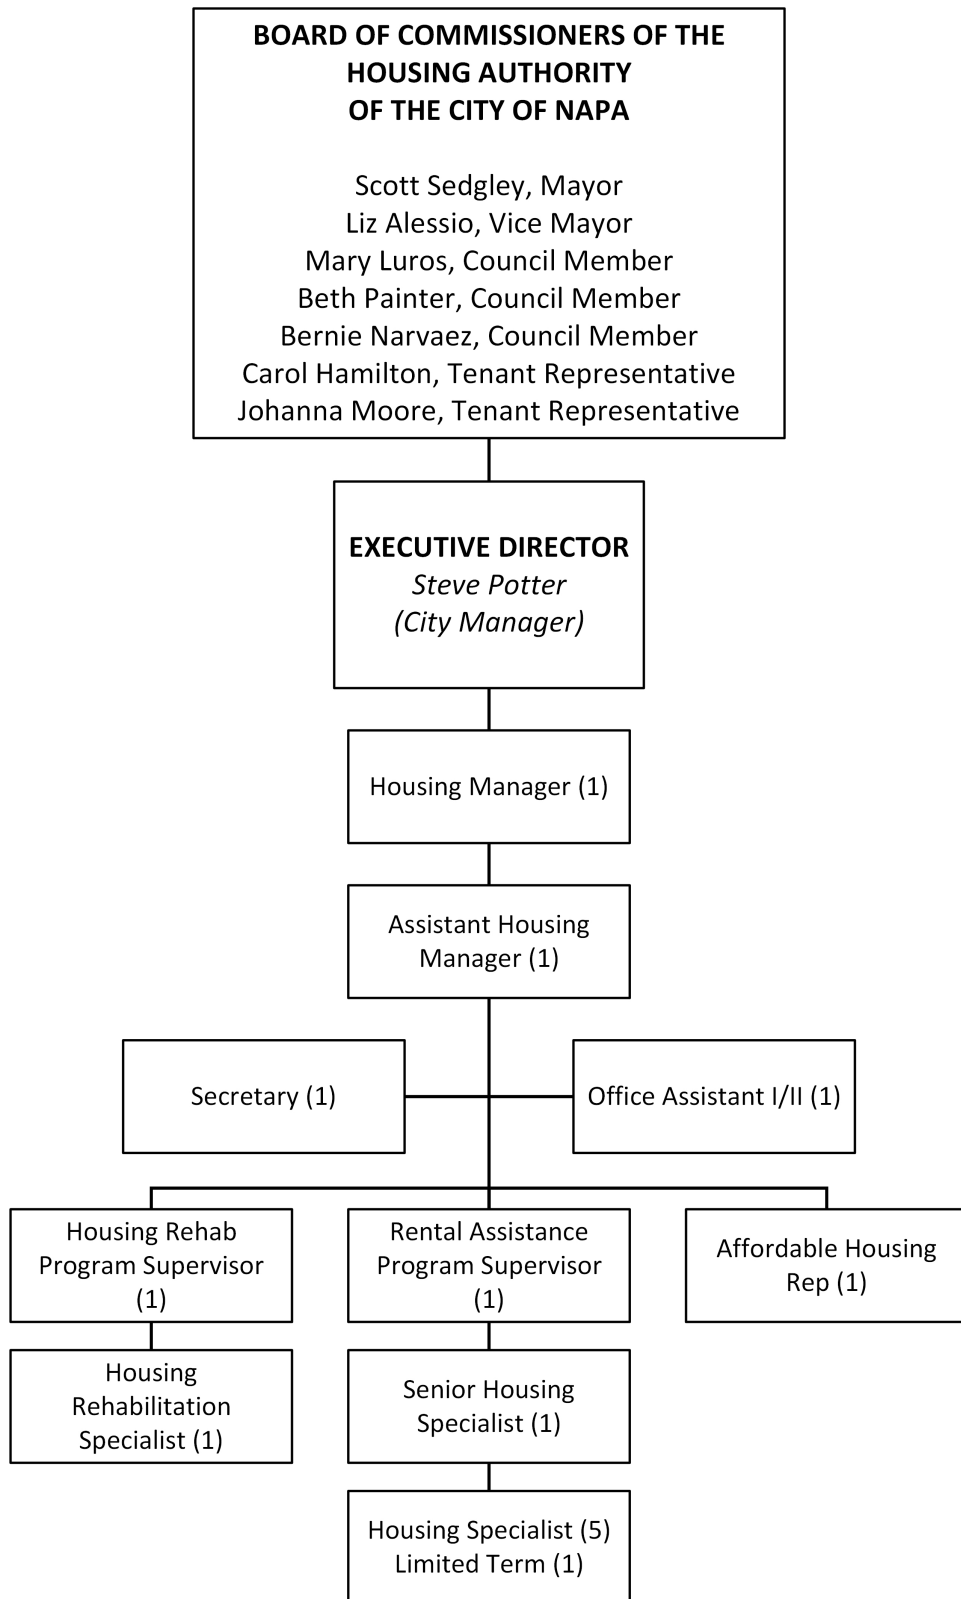 BOARD OF COMMISSIONERS OF THE
HOUSING AUTHORITY
OF THE CITY OF NAPA
Scott Sedgley, Mayor
Liz Alessio, Vice Mayor
Mary Luros, Council Member
Beth Painter, Council Member
Bernie Narvaez, Council Member
Carol Hamilton, Tenant Representative
Johanna Moore, Tenant Representative
EXECUTIVE DIRECTOR
Steve Potter
(City Manager)
Housing Manager (1)
Assistant Housing
Manager (1)
Secretary (1)
Office Assistant I/II (1)
Housing Rehab
Program Supervisor
(1)
Rental Assistance
Program Supervisor
(1)
Affordable Housing
Rep (1)
Housing
Rehabilitation
Specialist (1)
Senior Housing
Specialist (1)
Housing Specialist (5)
Limited Term (1)